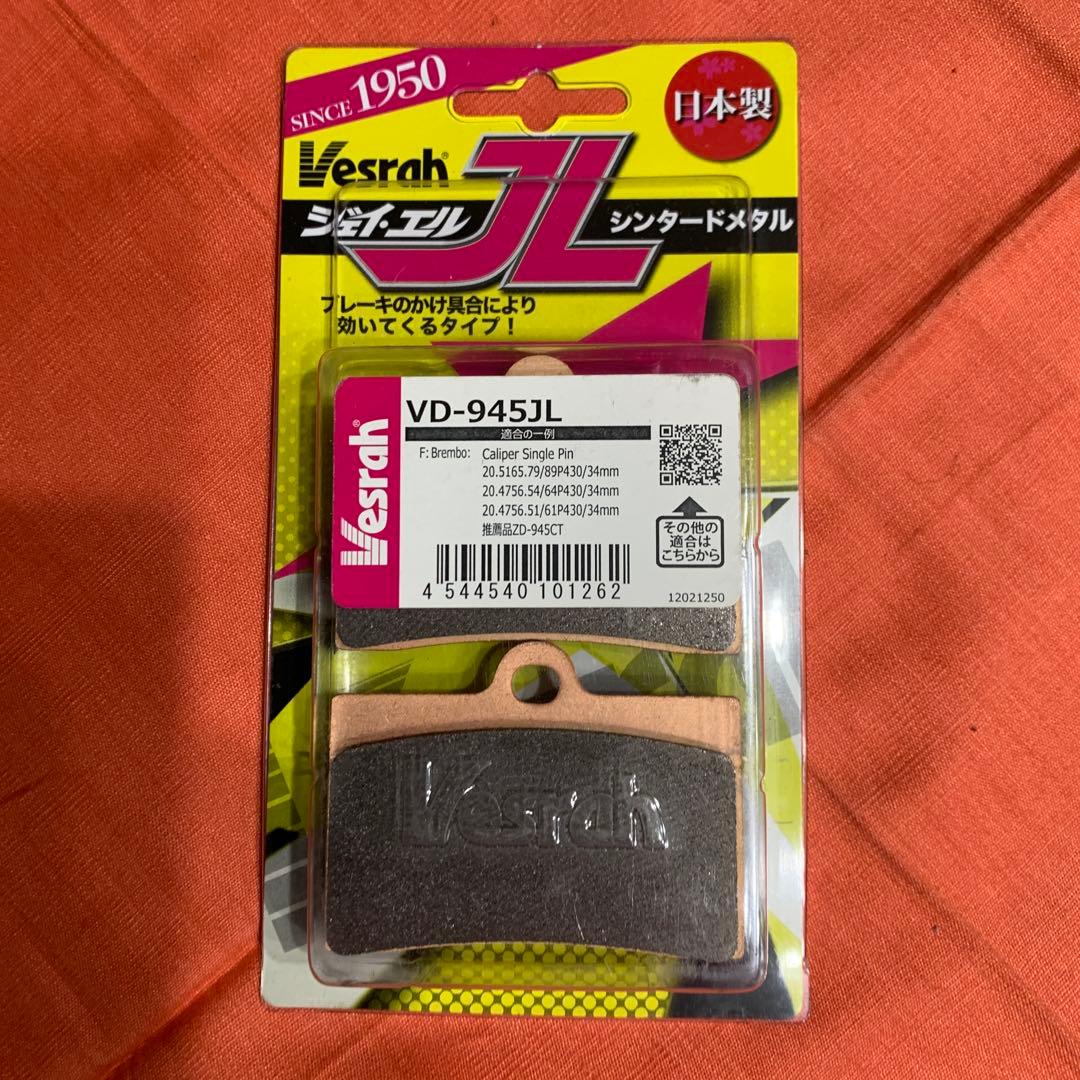 SINCE 1950
日本製
Vesrah®
JL
ジェイ・エル
シンタードメタル
ブレーキのかけ具合により
効いてくるタイプ!
Vesrah®
VD-945JL
適合の一例
F: Brembo: Caliper Single Pin
20.5165.79/89P430/34mm
20.4756.54/64P430/34mm
20.4756.51/61P430/34mm
推薦品ZD-945CT
その他の
適合は
こちらから
4 544540 101262
12021250
Vesrah